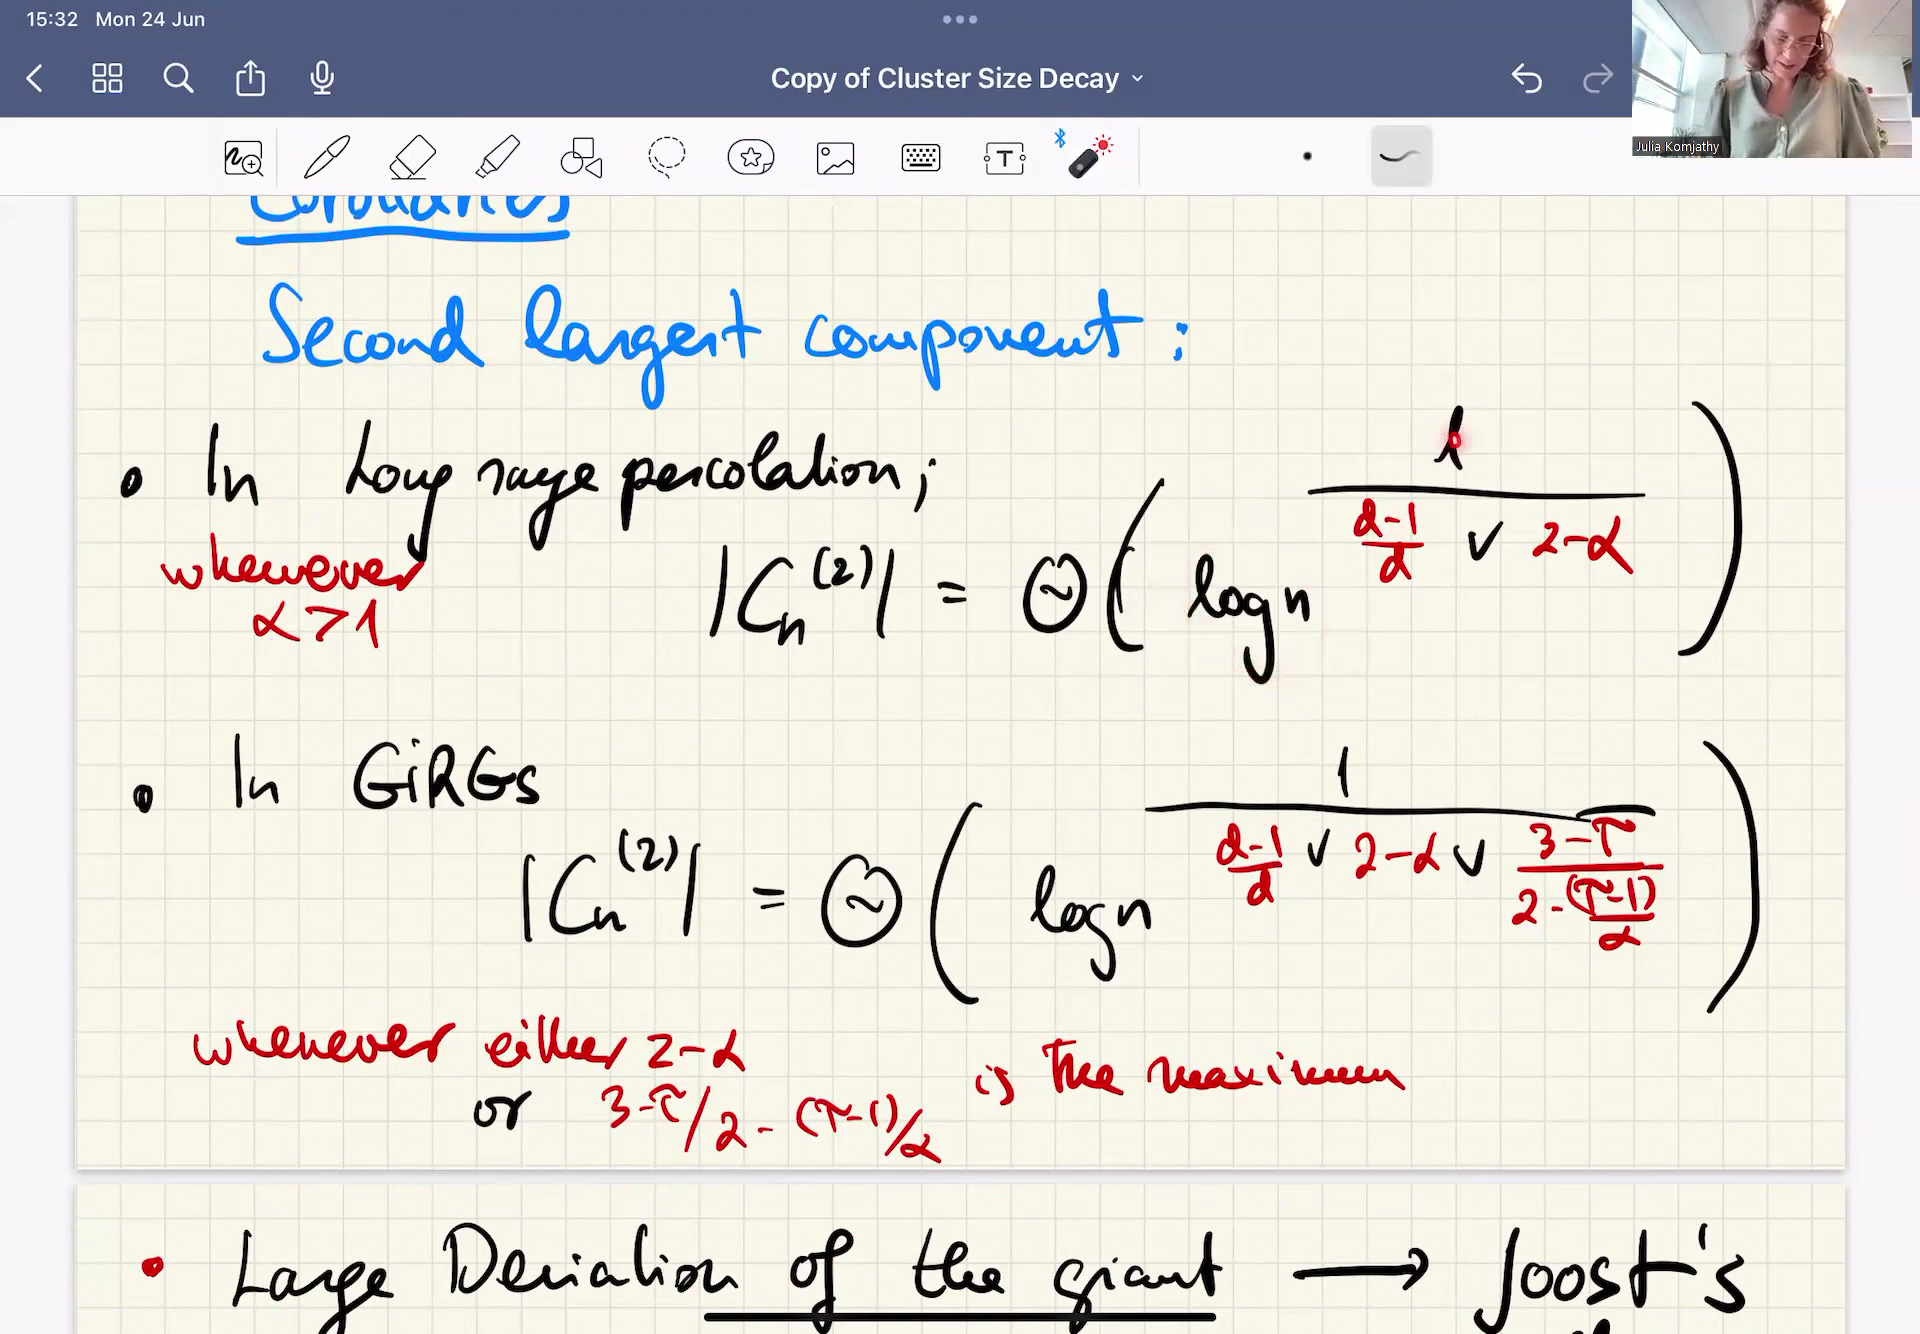 15:32 Mon 24 Jun
Copy of Cluster Size Decay
Julia Komjathy
Corollaries
Second largest component :
• In Long range percolation;
whenever
α > 1
|C_n^(2)| = Θ̃( log n ^ 1 / ( (d-1)/d ∨ 2-α ) )
• In GiRGs
|C_n^(2)| = Θ̃( log n ^ 1 / ( (d-1)/d ∨ 2-α ∨ (3-τ) / (2-(τ-1)/α) ) )
whenever either 2-α
or 3-τ/2-(τ-1)/α is the maximum
• Large Deviation of the giant → Joost's